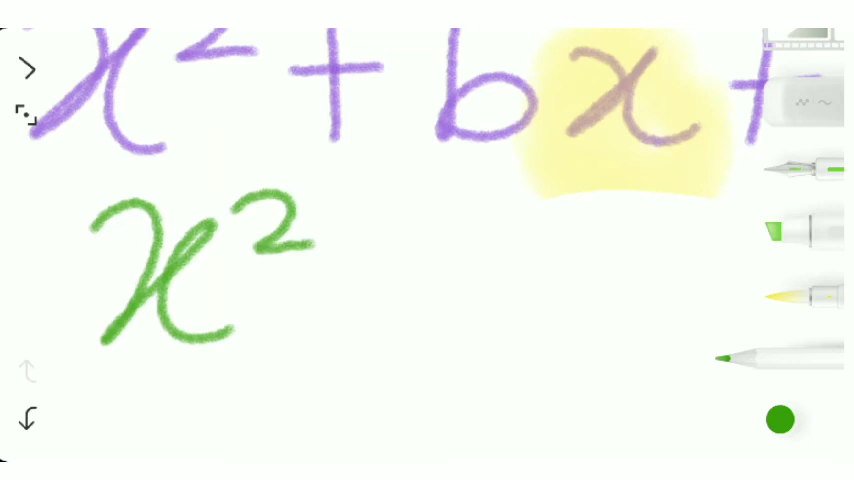 x² + bx +
x²